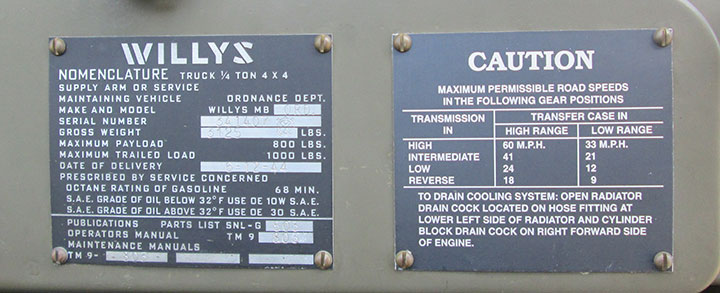 WILLYS
NOMENCLATURE TRUCK ¼ TON 4 X 4
SUPPLY ARM OR SERVICE
MAINTAINING VEHICLE ORDNANCE DEPT.
MAKE AND MODEL WILLYS MB
SERIAL NUMBER
GROSS WEIGHT 3125 LBS.
MAXIMUM PAYLOAD 800 LBS.
MAXIMUM TRAILED LOAD 1000 LBS.
DATE OF DELIVERY
PRESCRIBED BY SERVICE CONCERNED
OCTANE RATING OF GASOLINE 68 MIN.
S.A.E. GRADE OF OIL BELOW 32° F USE OE 10W S.A.E.
S.A.E. GRADE OF OIL ABOVE 32° F USE OE 30 S.A.E.
PUBLICATIONS PARTS LIST SNL-G
OPERATORS MANUAL TM 9
MAINTENANCE MANUALS
TM 9-
CAUTION
MAXIMUM PERMISSIBLE ROAD SPEEDS
IN THE FOLLOWING GEAR POSITIONS
TRANSMISSION TRANSFER CASE IN
IN HIGH RANGE LOW RANGE
HIGH 60 M.P.H. 33 M.P.H.
INTERMEDIATE 41 21
LOW 24 12
REVERSE 18 9
TO DRAIN COOLING SYSTEM: OPEN RADIATOR
DRAIN COCK LOCATED ON HOSE FITTING AT
LOWER LEFT SIDE OF RADIATOR AND CYLINDER
BLOCK DRAIN COCK ON RIGHT FORWARD SIDE
OF ENGINE.